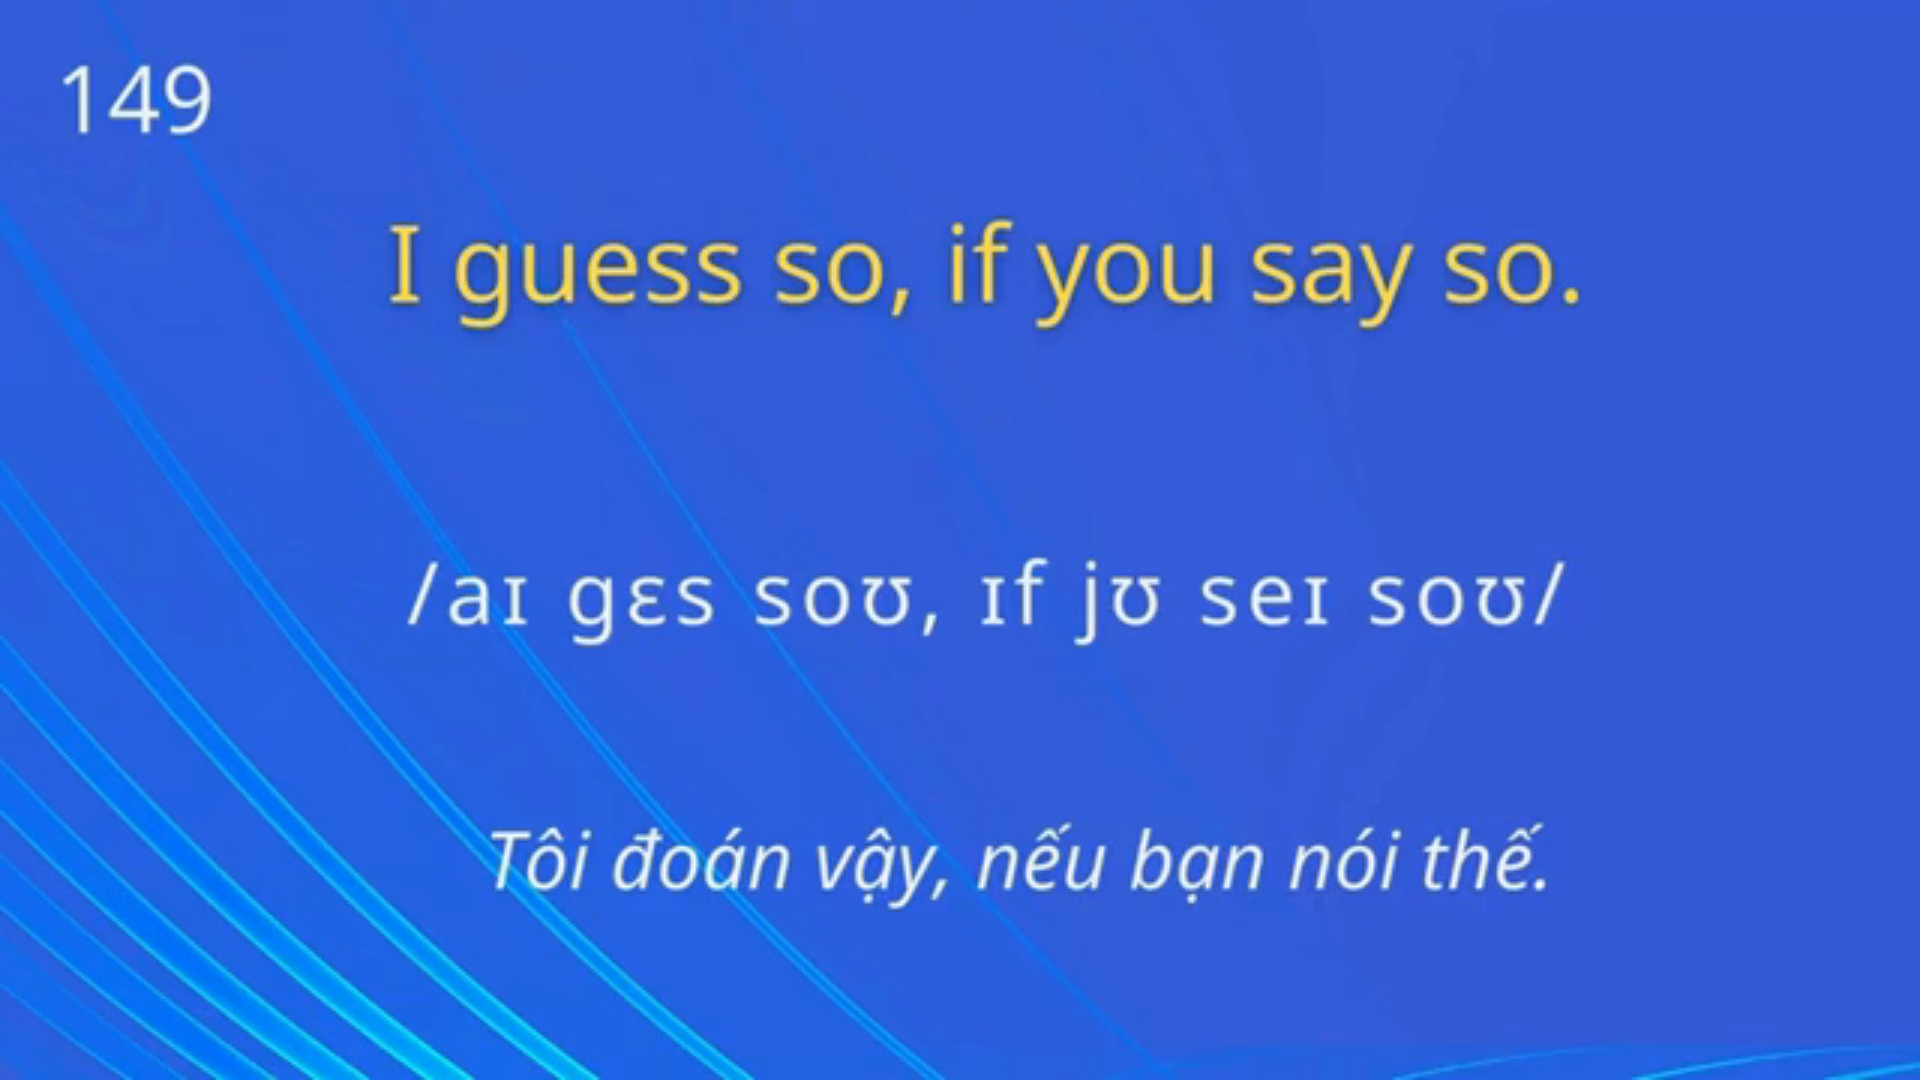 149
I guess so, if you say so.
/aɪ gɛs soʊ, ɪf jʊ seɪ soʊ/
Tôi đoán vậy, nếu bạn nói thế.